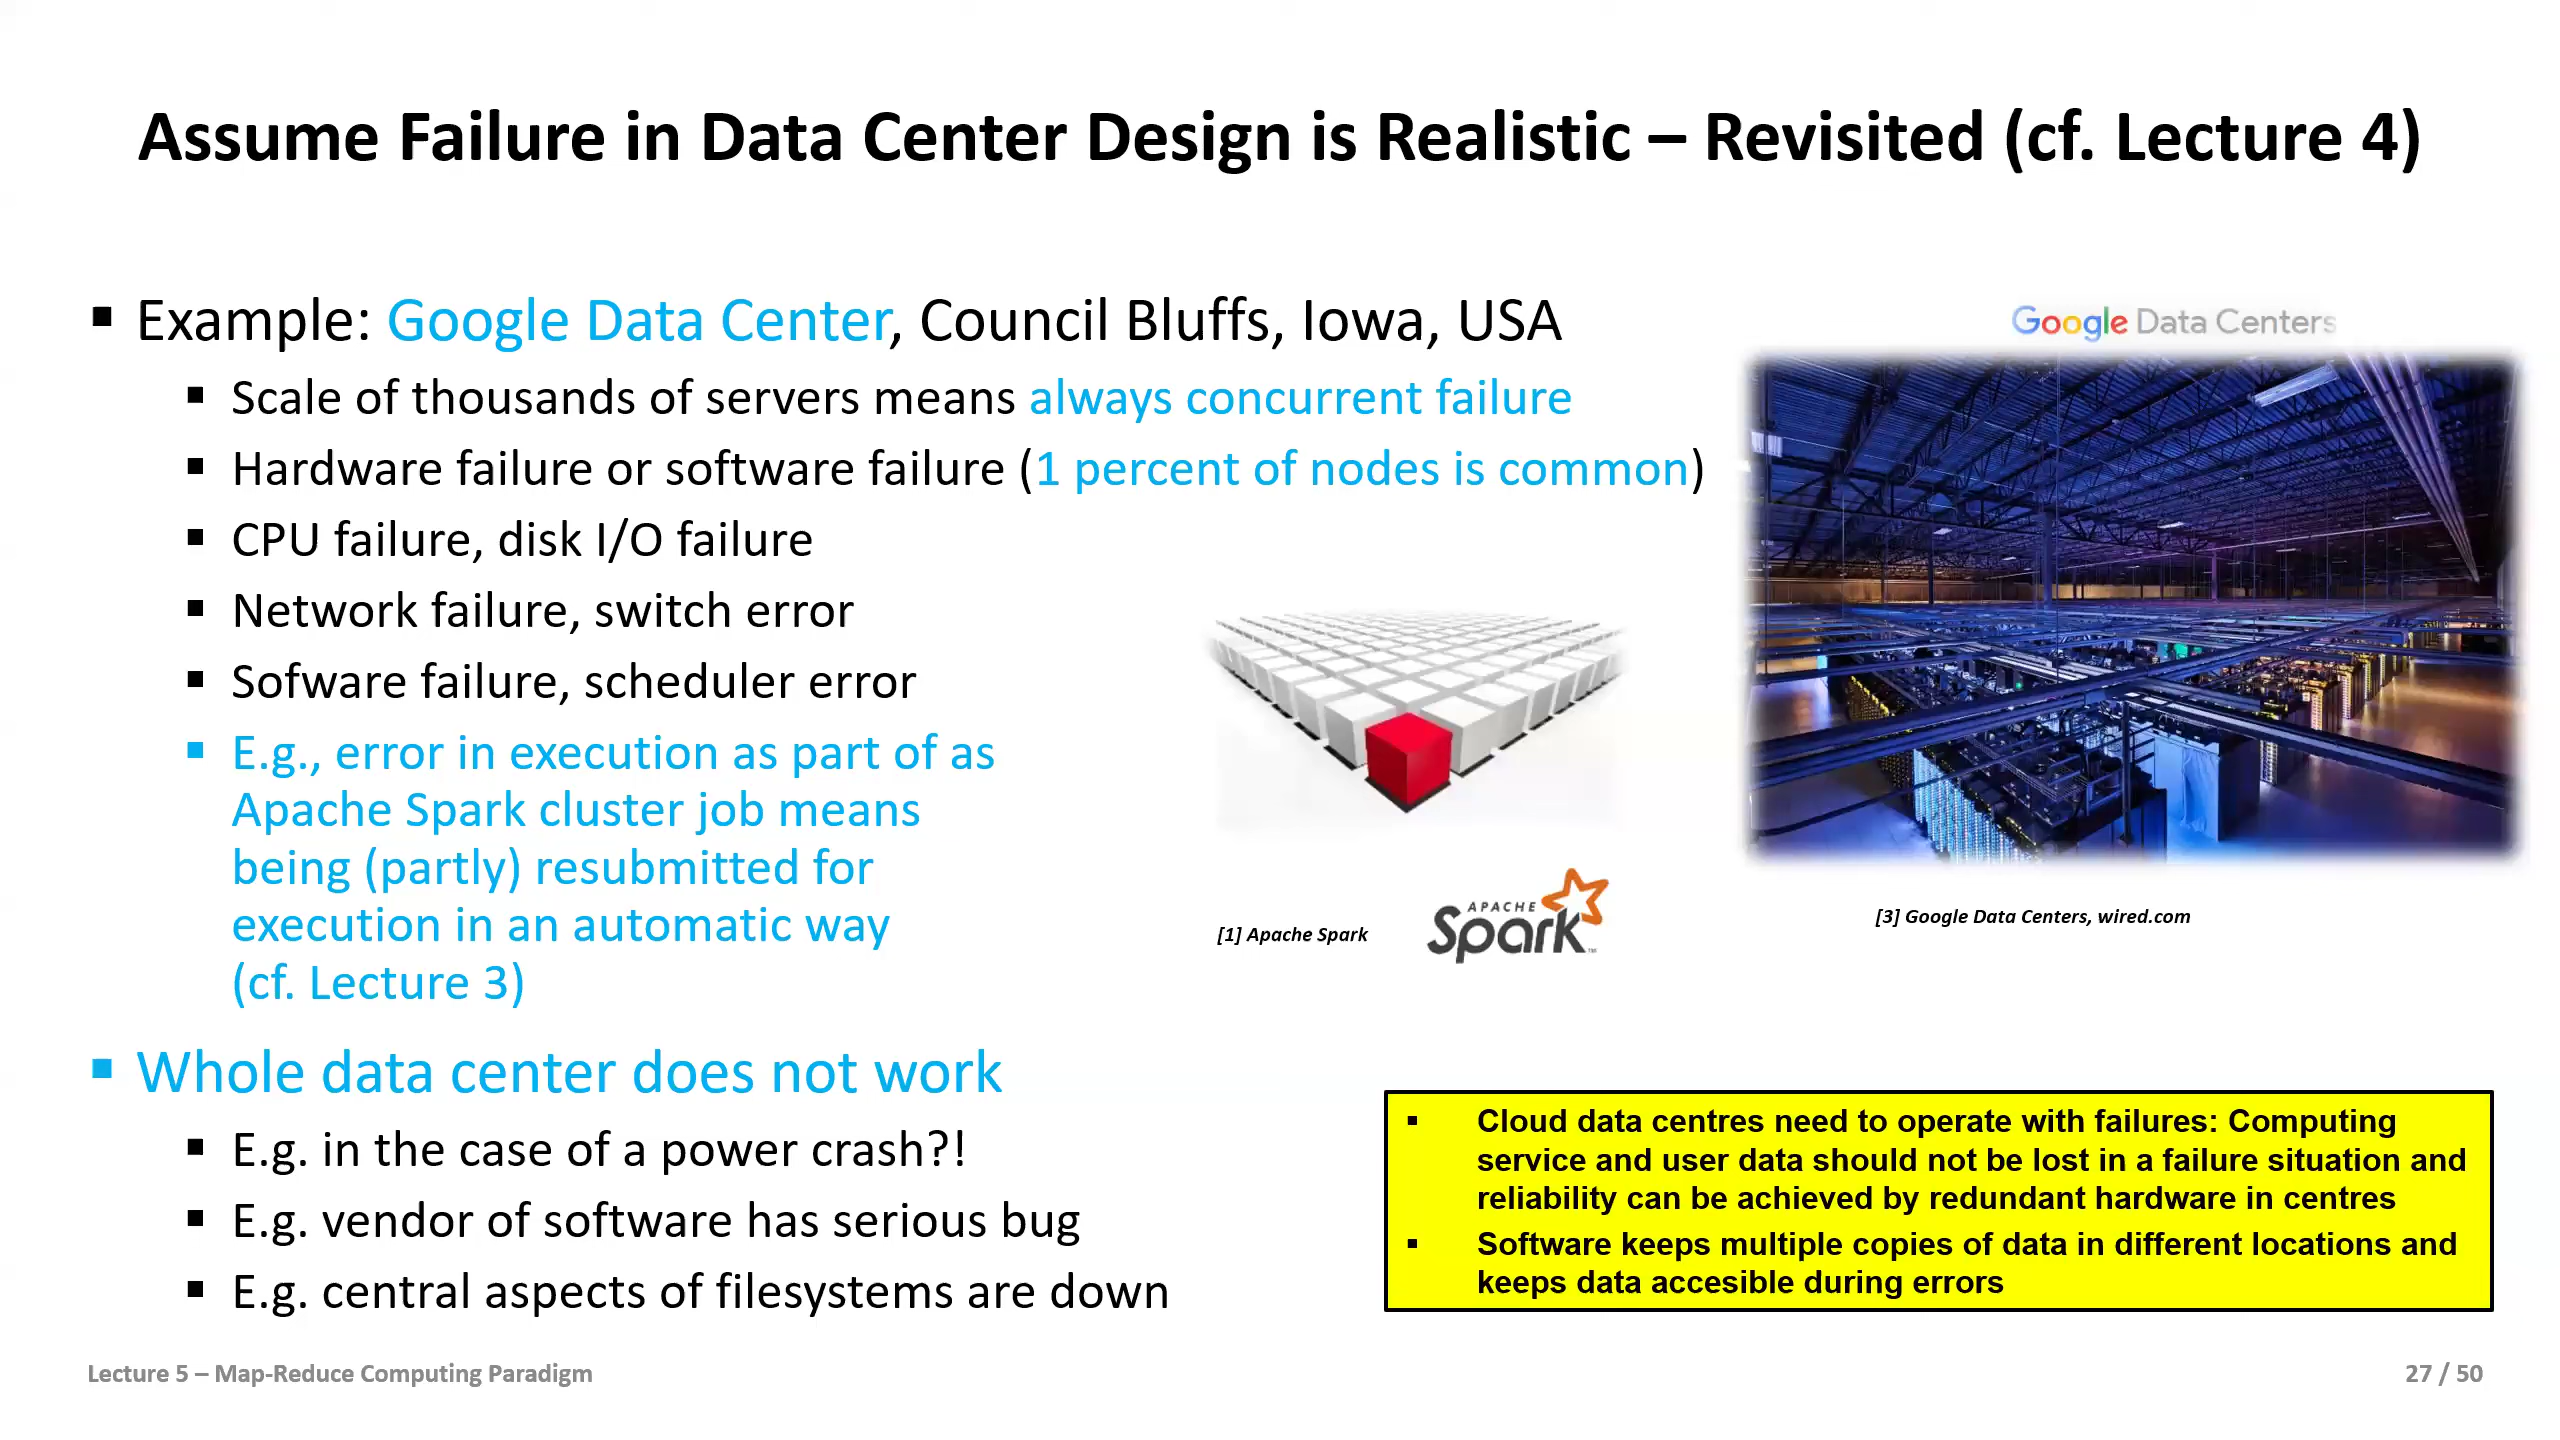 Assume Failure in Data Center Design is Realistic – Revisited (cf. Lecture 4)
Example: Google Data Center, Council Bluffs, Iowa, USA
Scale of thousands of servers means always concurrent failure
Hardware failure or software failure (1 percent of nodes is common)
CPU failure, disk I/O failure
Network failure, switch error
Sofware failure, scheduler error
E.g., error in execution as part of as
Apache Spark cluster job means
being (partly) resubmitted for
execution in an automatic way
(cf. Lecture 3)
Whole data center does not work
E.g. in the case of a power crash?!
E.g. vendor of software has serious bug
E.g. central aspects of filesystems are down
[1] Apache Spark
APACHE
Spark™
Google Data Centers
[3] Google Data Centers, wired.com
Cloud data centres need to operate with failures: Computing
service and user data should not be lost in a failure situation and
reliability can be achieved by redundant hardware in centres
Software keeps multiple copies of data in different locations and
keeps data accesible during errors
Lecture 5 – Map-Reduce Computing Paradigm
27 / 50